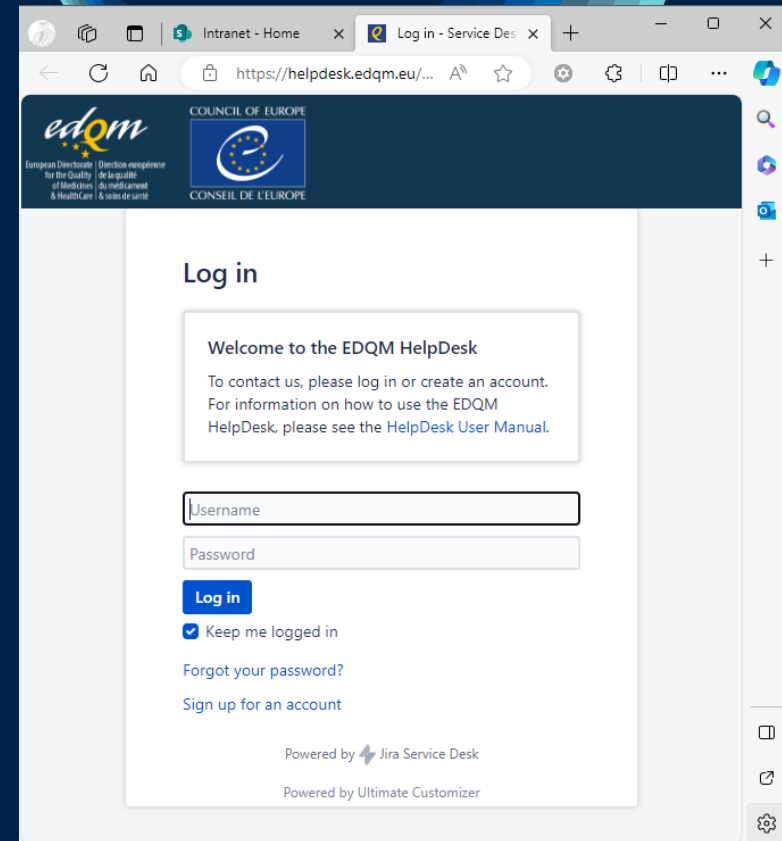 Intranet - Home
Log in - Service Des
https://helpdesk.edqm.eu/...
edqm
European Directorate
for the Quality
of Medicines
& HealthCare
Direction européenne
de la qualité
du médicament
& soins de santé
COUNCIL OF EUROPE
CONSEIL DE L'EUROPE
Log in
Welcome to the EDQM HelpDesk
To contact us, please log in or create an account.
For information on how to use the EDQM
HelpDesk, please see the HelpDesk User Manual.
Username
Password
Log in
Keep me logged in
Forgot your password?
Sign up for an account
Powered by Jira Service Desk
Powered by Ultimate Customizer